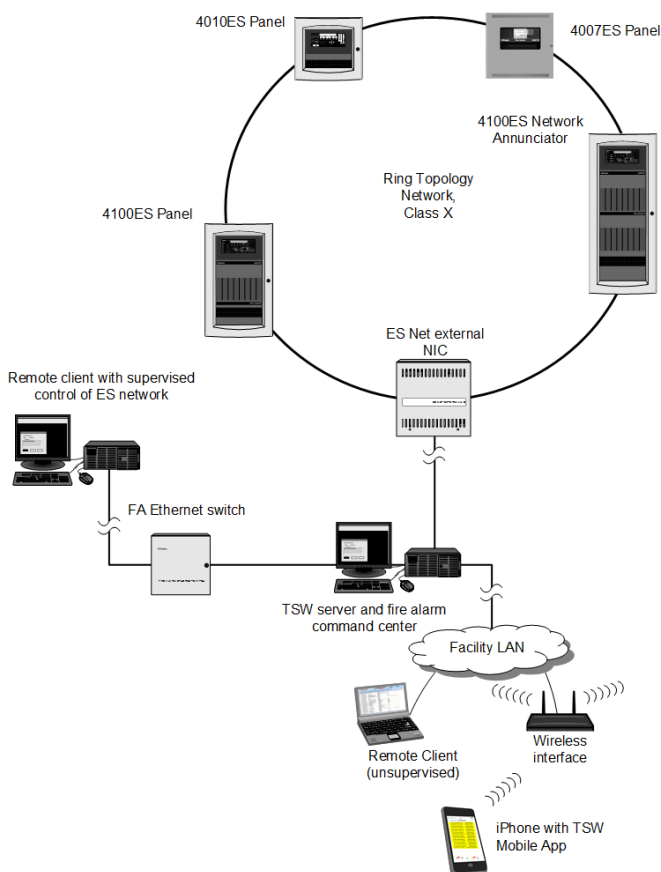 4010ES Panel
4007ES Panel
4100ES Network
Annunciator
Ring Topology
Network,
Class X
4100ES Panel
ES Net external
NIC
Remote client with supervised
control of ES network
FA Ethernet switch
TSW server and fire alarm
command center
Facility LAN
Remote Client
(unsupervised)
Wireless
interface
iPhone with TSW
Mobile App